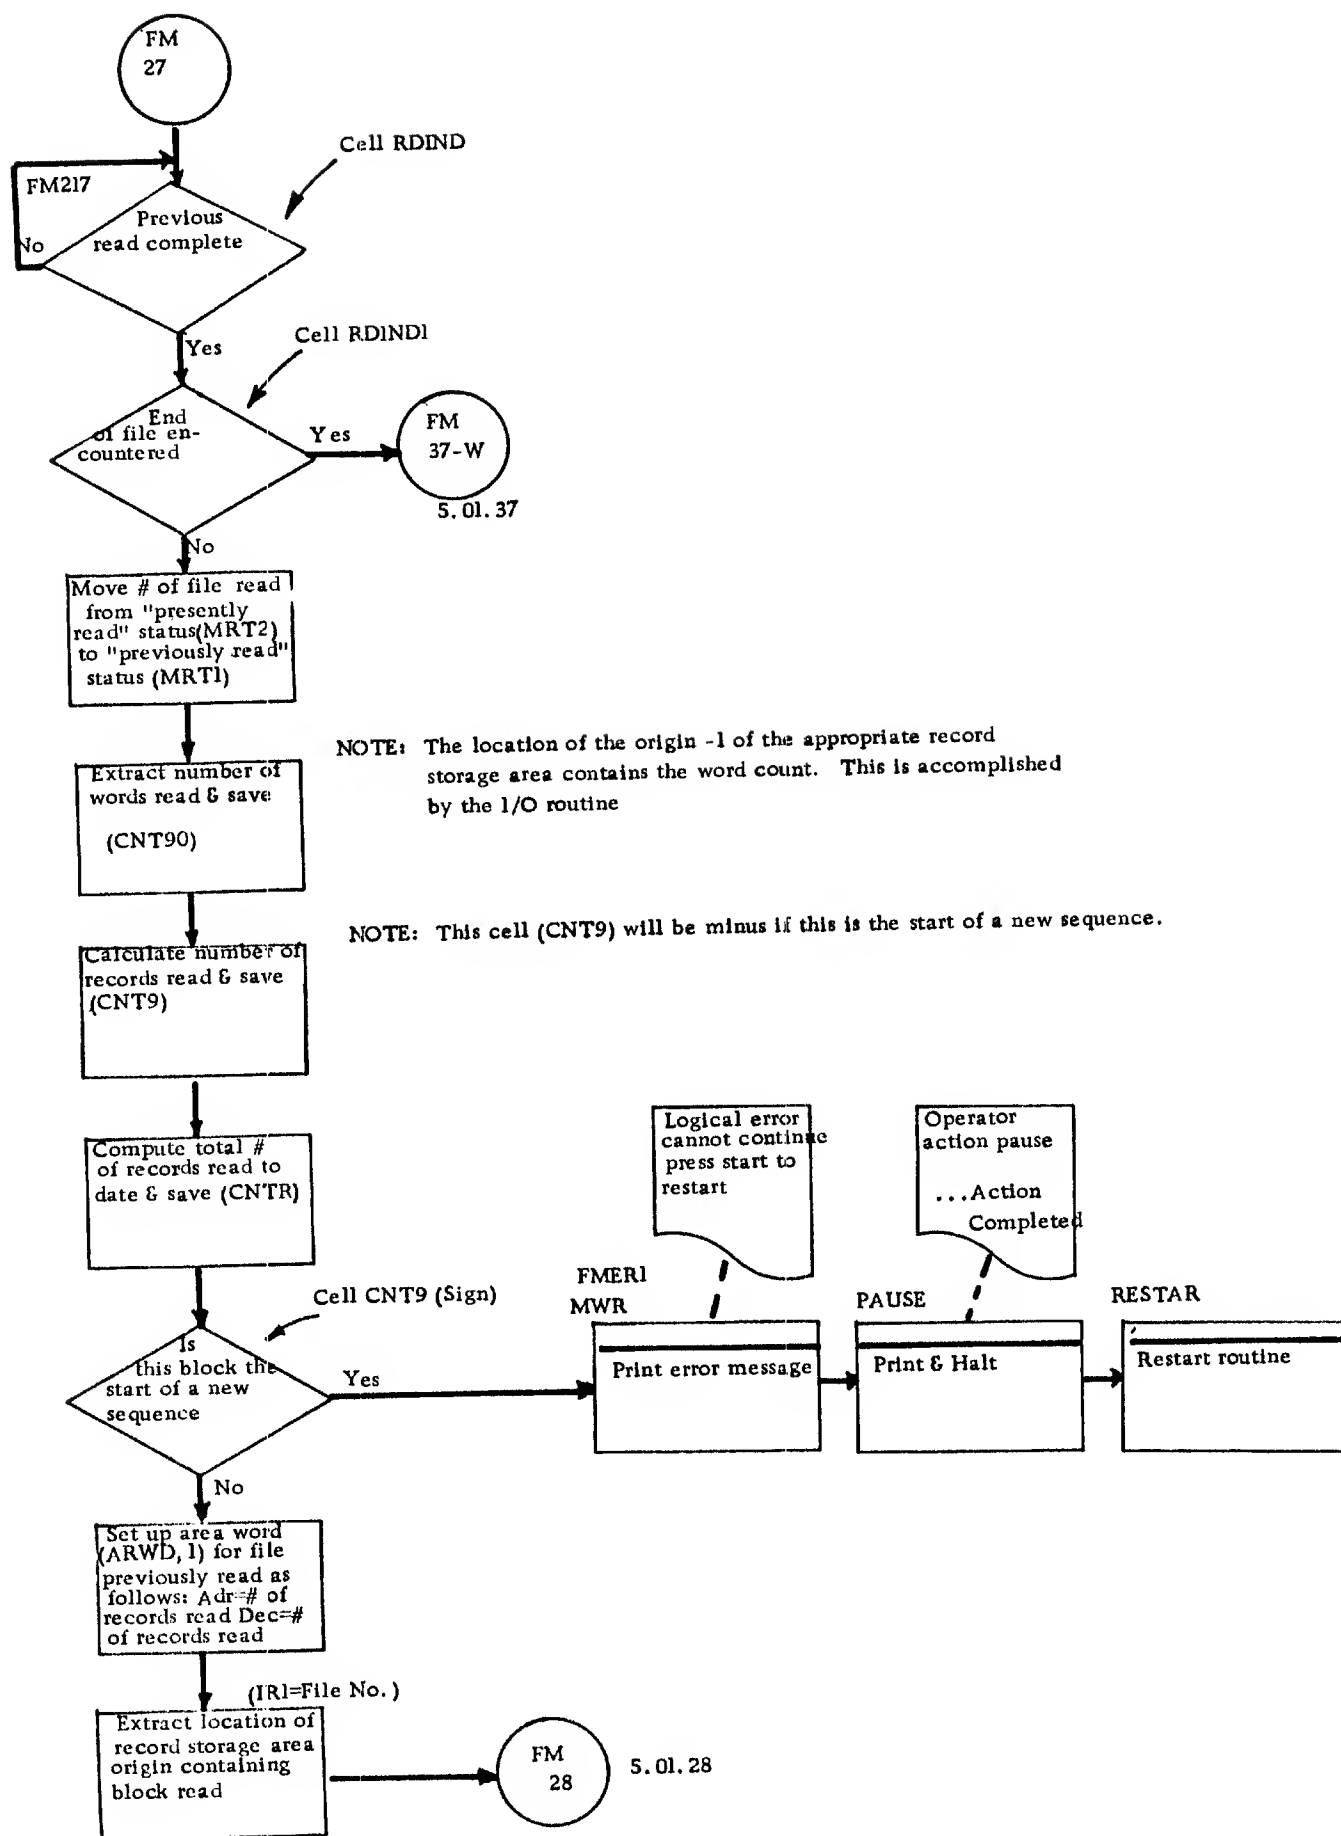 FM
27
Cell RDIND
FM217
Previous
read complete
No
Yes
Cell RDIND1
End
of file en-
countered
Yes
FM
37-W
5.01.37
No
Move # of file read
from "presently
read" status(MRT2)
to "previously read"
status (MRT1)
NOTE: The location of the origin -1 of the appropriate record
storage area contains the word count. This is accomplished
by the I/O routine
Extract number of
words read & save
(CNT90)
NOTE: This cell (CNT9) will be minus if this is the start of a new sequence.
Calculate number of
records read & save
(CNT9)
Compute total #
of records read to
date & save (CNTR)
Logical error
cannot continue
press start to
restart
Operator
action pause
...Action
Completed
Cell CNT9 (Sign)
FMER1
MWR
PAUSE
RESTAR
Is
this block the
start of a new
sequence
Yes
Print error message
Print & Halt
Restart routine
No
Set up area word
(ARWD, 1) for file
previously read as
follows: Adr=# of
records read Dec=#
of records read
(IR1=File No.)
Extract location of
record storage area
origin containing
block read
FM
28
5.01.28